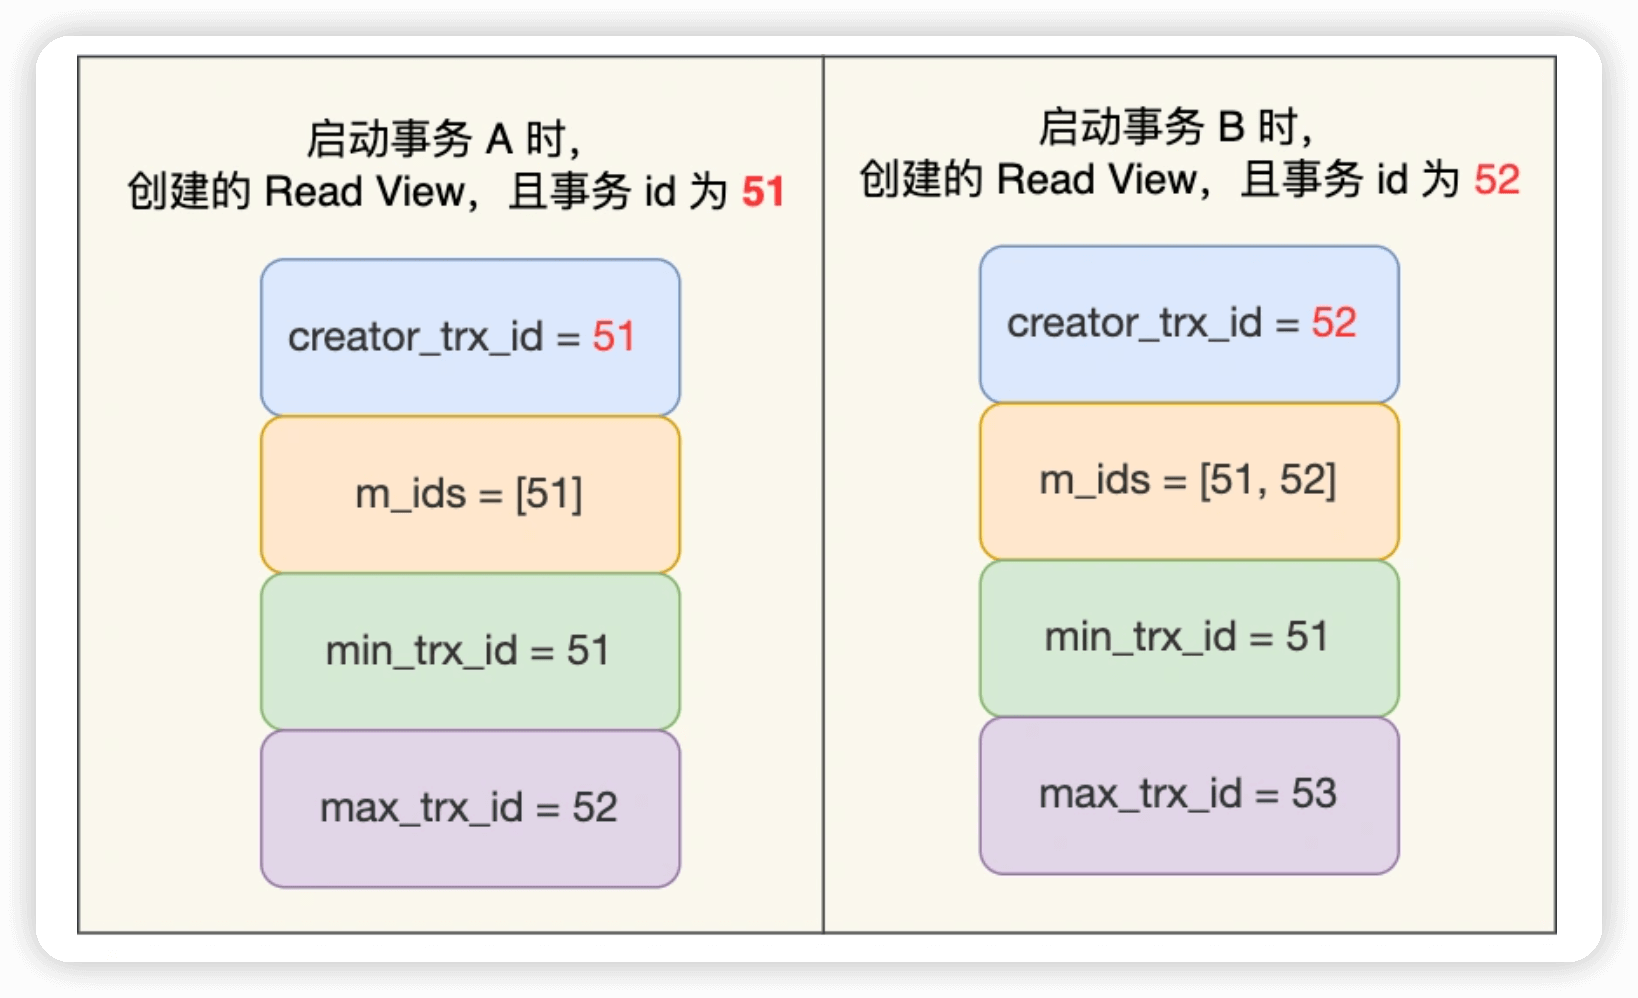 启动事务 A 时，
创建的 Read View，且事务 id 为 51
creator_trx_id = 51
m_ids = [51]
min_trx_id = 51
max_trx_id = 52
启动事务 B 时，
创建的 Read View，且事务 id 为 52
creator_trx_id = 52
m_ids = [51, 52]
min_trx_id = 51
max_trx_id = 53